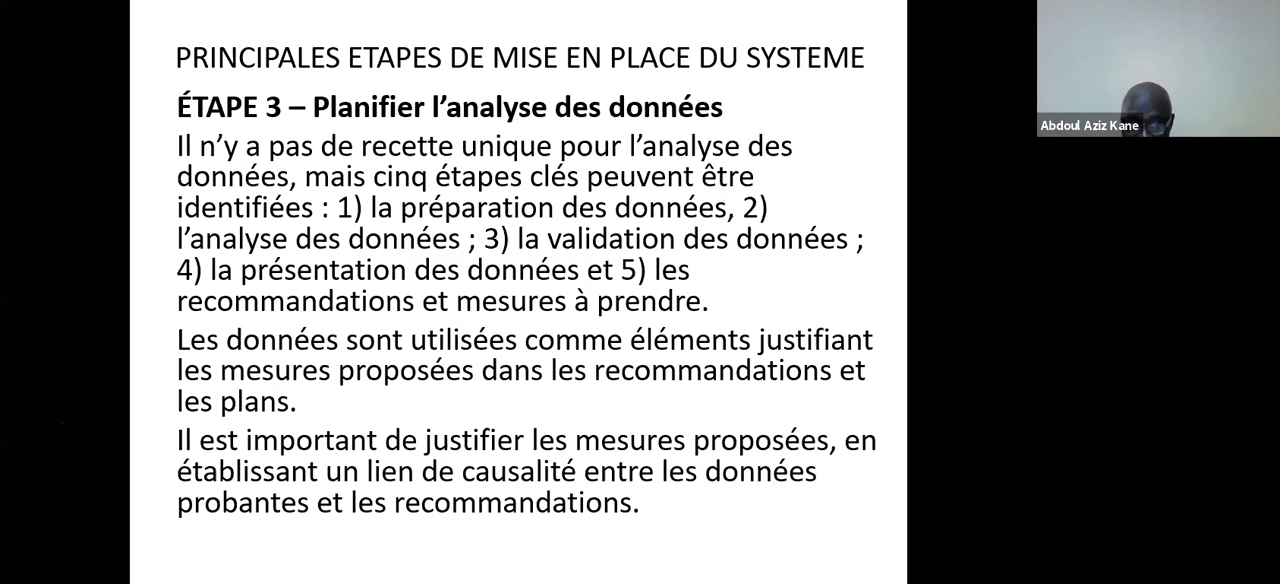 PRINCIPALES ETAPES DE MISE EN PLACE DU SYSTEME
ÉTAPE 3 – Planifier l’analyse des données
Il n’y a pas de recette unique pour l’analyse des
données, mais cinq étapes clés peuvent être
identifiées : 1) la préparation des données, 2)
l’analyse des données ; 3) la validation des données ;
4) la présentation des données et 5) les
recommandations et mesures à prendre.
Les données sont utilisées comme éléments justifiant
les mesures proposées dans les recommandations et
les plans.
Il est important de justifier les mesures proposées, en
établissant un lien de causalité entre les données
probantes et les recommandations.
Abdoul Aziz Kane